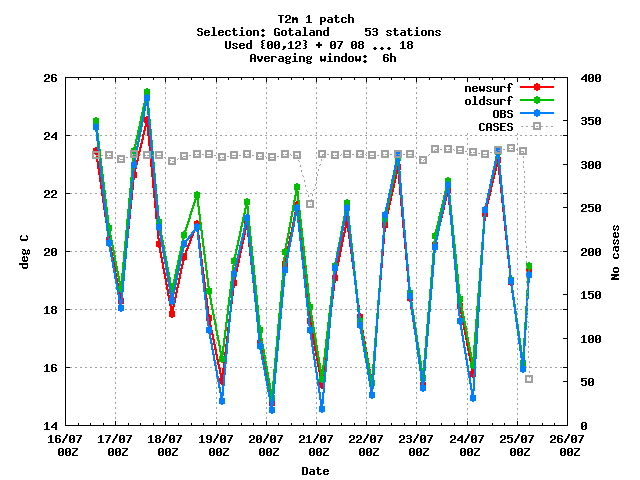 T2m 1 patch
Selection: Gotaland     53 stations
Used {00,12} + 07 08 ... 18
Averaging window:  6h
newsurf
oldsurf
OBS
CASES
deg C
No cases
26
24
22
20
18
16
14
400
350
300
250
200
150
100
50
0
16/07 17/07 18/07 19/07 20/07 21/07 22/07 23/07 24/07 25/07 26/07
00Z 00Z 00Z 00Z 00Z 00Z 00Z 00Z 00Z 00Z 00Z
Date